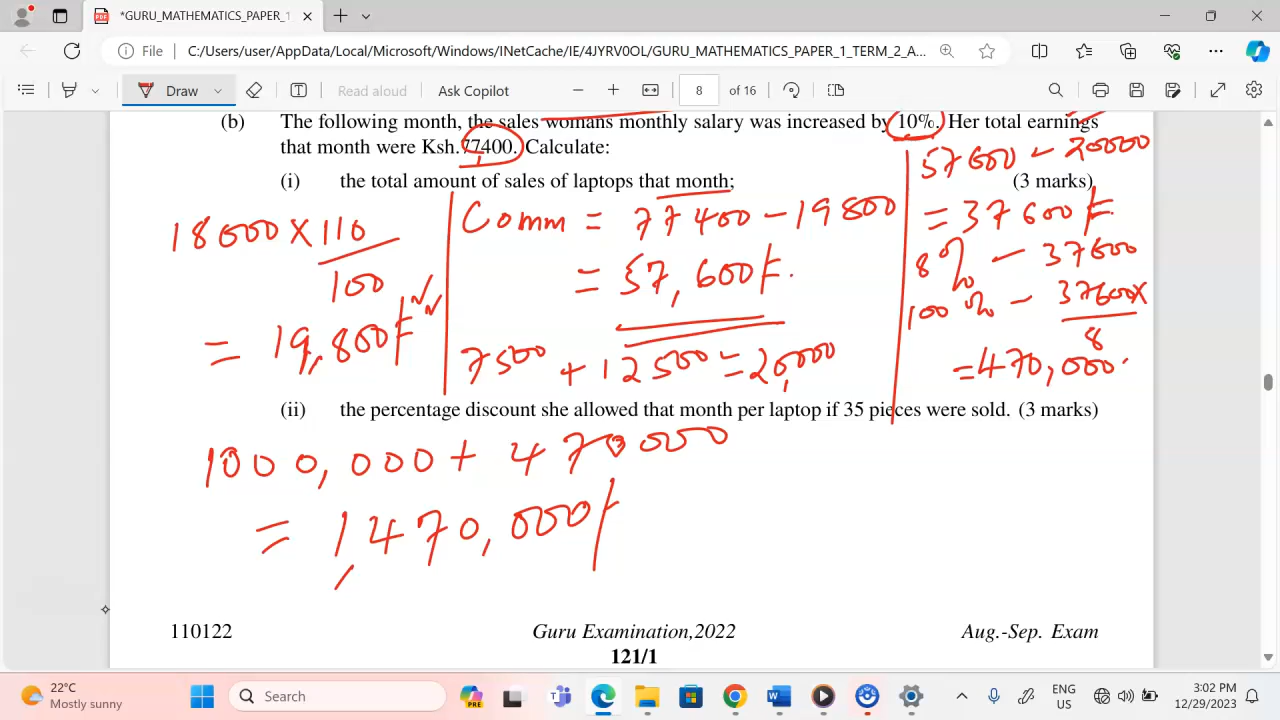 *GURU_MATHEMATICS_PAPER_1
File C:/Users/user/AppData/Local/Microsoft/Windows/INetCache/IE/4JYRV0OL/GURU_MATHEMATICS_PAPER_1_TERM_2_A...
Draw
Read aloud
Ask Copilot
8 of 16
(b) The following month, the sales womans monthly salary was increased by 10%. Her total earnings
that month were Ksh.77400. Calculate:
(i) the total amount of sales of laptops that month; (3 marks)
18000 X 110
100
= 19,800/=
Comm = 77400 - 19800
= 57,600/=.
7500 + 12500 = 20,000
57600 - 20000
= 37600/=
8% - 37600
100% - 37600X
8
= 470,000.
(ii) the percentage discount she allowed that month per laptop if 35 pieces were sold. (3 marks)
1000,000 + 470000
= 1,470,000/=
110122 Guru Examination,2022 Aug.-Sep. Exam
121/1
22°C
Mostly sunny
Search
PRE
ENG
US
3:02 PM
12/29/2023